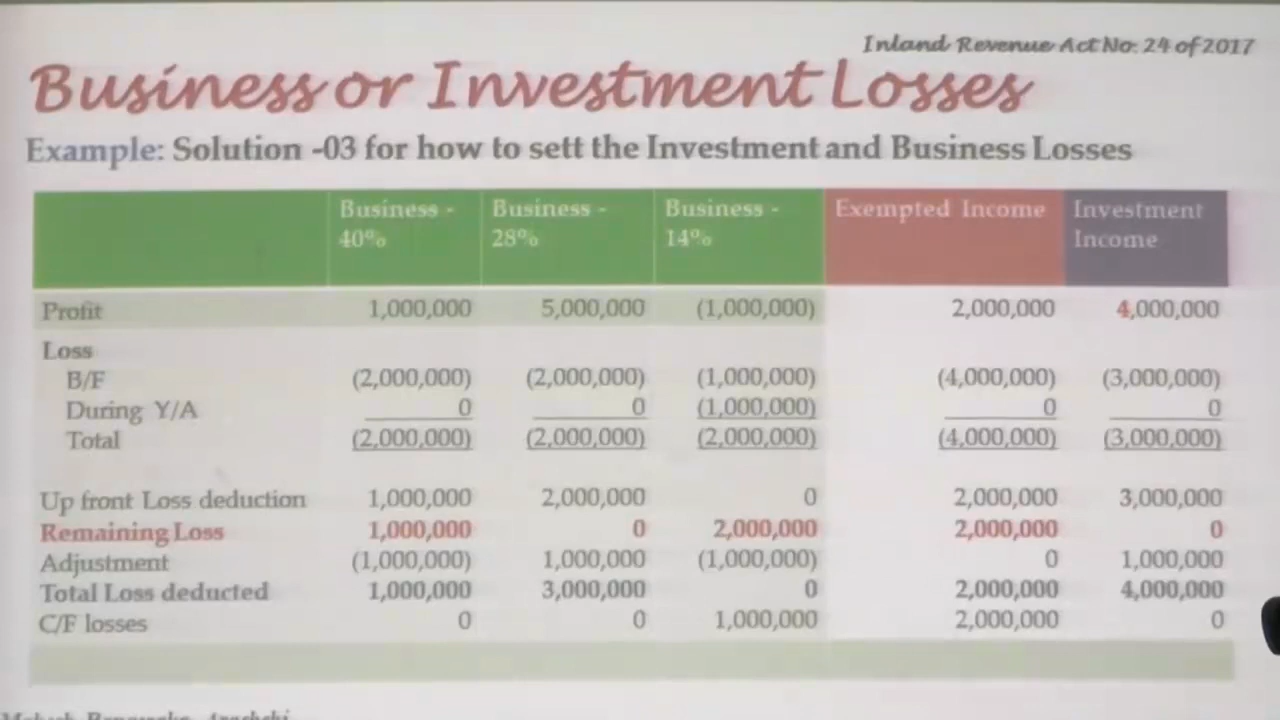 Inland Revenue Act No: 24 of 2017
Business or Investment Losses
Example: Solution -03 for how to sett the Investment and Business Losses
Business - 40% Business - 28% Business - 14% Exempted Income Investment Income
Profit 1,000,000 5,000,000 (1,000,000) 2,000,000 4,000,000
Loss
B/F (2,000,000) (2,000,000) (1,000,000) (4,000,000) (3,000,000)
During Y/A 0 0 (1,000,000) 0 0
Total (2,000,000) (2,000,000) (2,000,000) (4,000,000) (3,000,000)
Up front Loss deduction 1,000,000 2,000,000 0 2,000,000 3,000,000
Remaining Loss 1,000,000 0 2,000,000 2,000,000 0
Adjustment (1,000,000) 1,000,000 (1,000,000) 0 1,000,000
Total Loss deducted 1,000,000 3,000,000 0 2,000,000 4,000,000
C/F losses 0 0 1,000,000 2,000,000 0